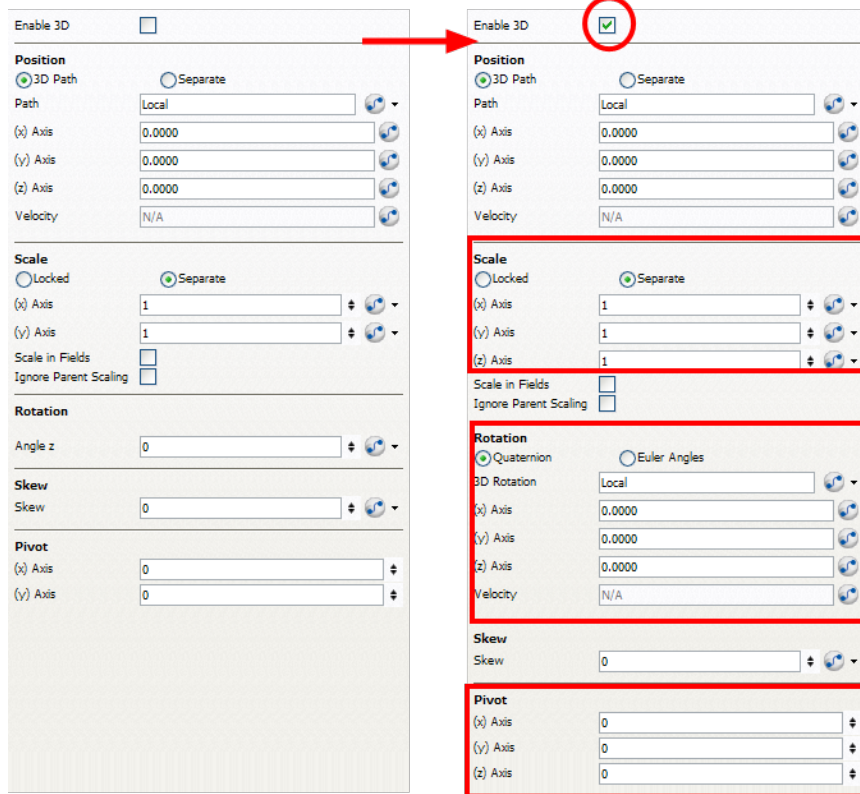 Enable 3D
Position
3D Path Separate
Path Local
(x) Axis 0.0000
(y) Axis 0.0000
(z) Axis 0.0000
Velocity N/A
Scale
Locked Separate
(x) Axis 1
(y) Axis 1
Scale in Fields
Ignore Parent Scaling
Rotation
Angle z 0
Skew
Skew 0
Pivot
(x) Axis 0
(y) Axis 0
Enable 3D
Position
3D Path Separate
Path Local
(x) Axis 0.0000
(y) Axis 0.0000
(z) Axis 0.0000
Velocity N/A
Scale
Locked Separate
(x) Axis 1
(y) Axis 1
(z) Axis 1
Scale in Fields
Ignore Parent Scaling
Rotation
Quaternion Euler Angles
3D Rotation Local
(x) Axis 0.0000
(y) Axis 0.0000
(z) Axis 0.0000
Velocity N/A
Skew
Skew 0
Pivot
(x) Axis 0
(y) Axis 0
(z) Axis 0